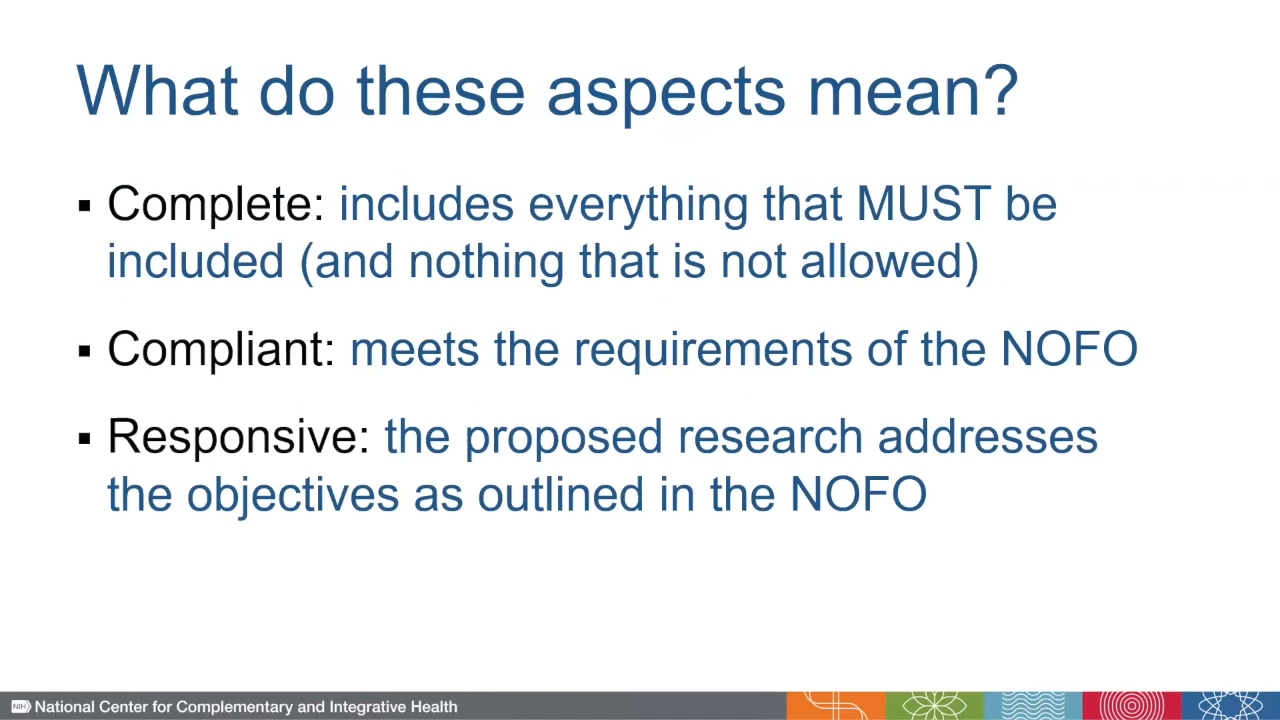 What do these aspects mean?
▪ Complete: includes everything that MUST be
included (and nothing that is not allowed)
▪ Compliant: meets the requirements of the NOFO
▪ Responsive: the proposed research addresses
the objectives as outlined in the NOFO
NIH National Center for Complementary and Integrative Health